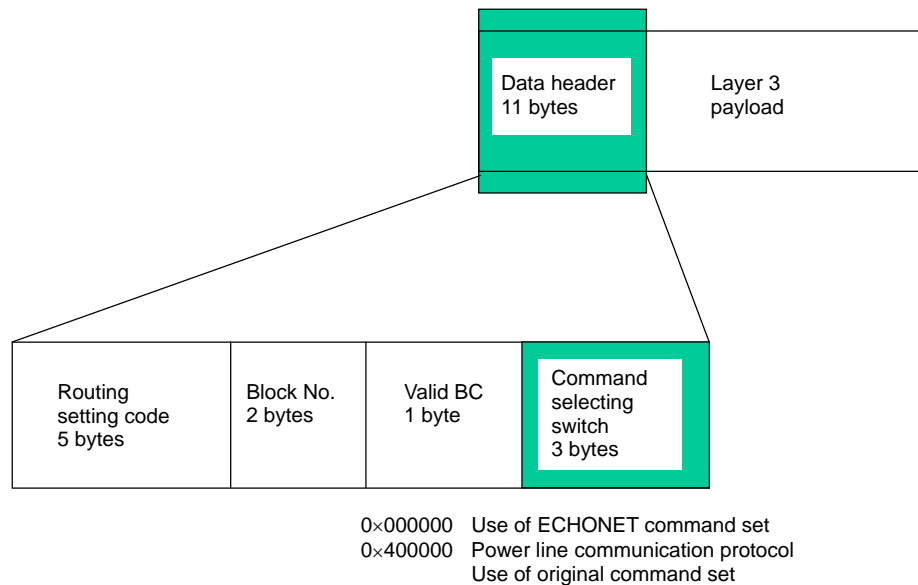 Data header
11 bytes
Layer 3
payload
Routing
setting code
5 bytes
Block No.
2 bytes
Valid BC
1 byte
Command
selecting
switch
3 bytes
0×000000 Use of ECHONET command set
0×400000 Power line communication protocol
Use of original command set